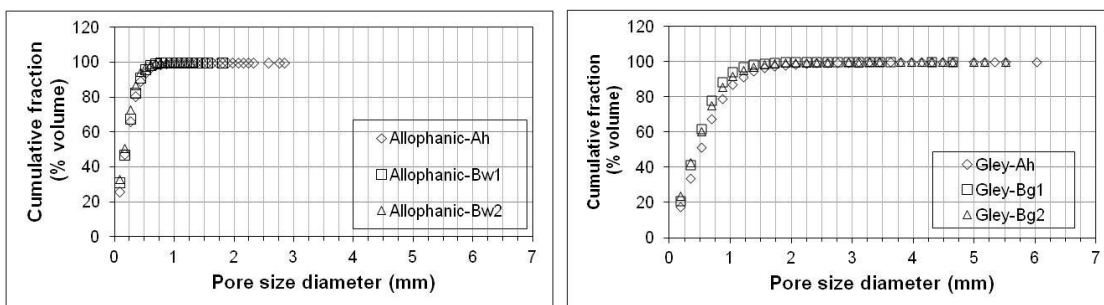 Cumulative fraction
(% volume)
120
100
80
60
40
20
0
Allophanic-Ah
Allophanic-Bw1
Allophanic-Bw2
0 1 2 3 4 5 6 7
Pore size diameter (mm)
Cumulative fraction
(% volume)
120
100
80
60
40
20
0
Gley-Ah
Gley-Bg1
Gley-Bg2
0 1 2 3 4 5 6 7
Pore size diameter (mm)